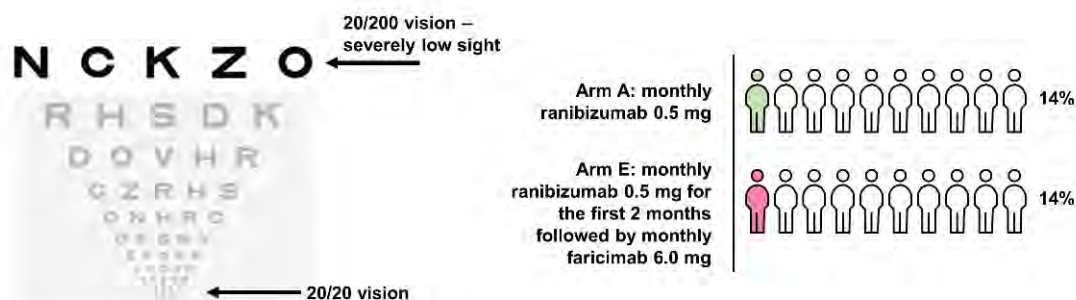 20/200 vision –
severely low sight
N C K Z O
R H S D K
D O V H R
C Z R H S
O N H R C
20/20 vision
Arm A: monthly
ranibizumab 0.5 mg
14%
Arm E: monthly
ranibizumab 0.5 mg for
the first 2 months
followed by monthly
faricimab 6.0 mg
14%